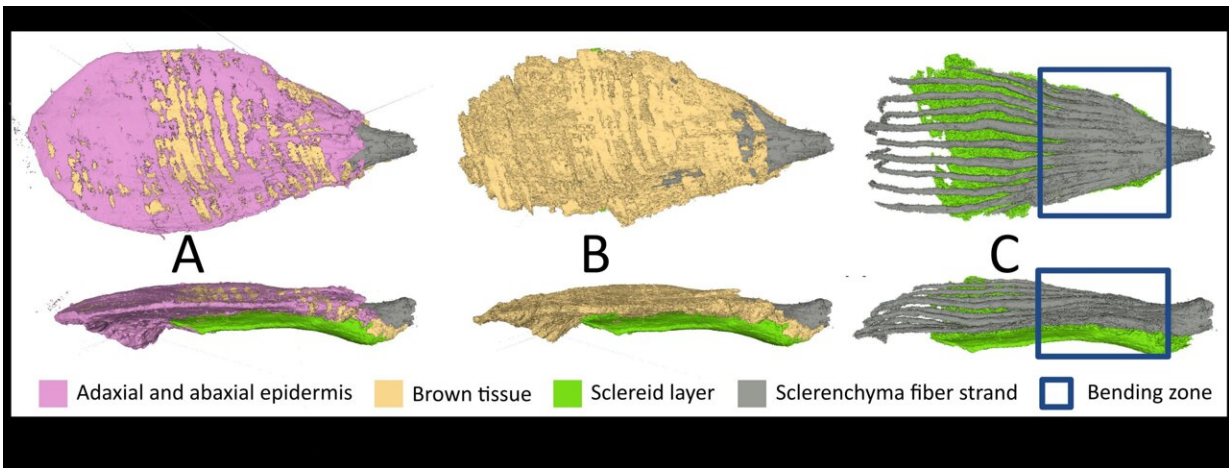 A
B
C
Adaxial and abaxial epidermis
Brown tissue
Sclereid layer
Sclerenchyma fiber strand
Bending zone